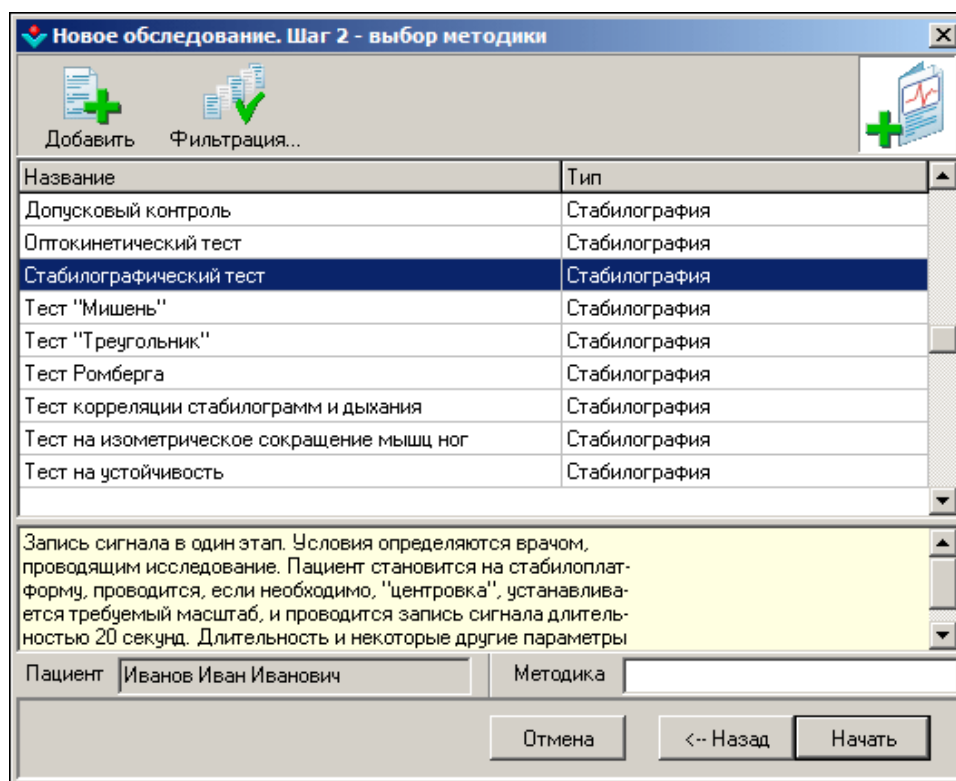 Новое обследование. Шаг 2 - выбор методики
Добавить Фильтрация...
Название Тип
Допусковый контроль Стабилография
Оптокинетический тест Стабилография
Стабилографический тест Стабилография
Тест "Мишень" Стабилография
Тест "Треугольник" Стабилография
Тест Ромберга Стабилография
Тест корреляции стабилограмм и дыхания Стабилография
Тест на изометрическое сокращение мышц ног Стабилография
Тест на устойчивость Стабилография
Запись сигнала в один этап. Условия определяются врачом,
проводящим исследование. Пациент становится на стабилоплат-
форму, проводится, если необходимо, "центровка", устанавлива-
ется требуемый масштаб, и проводится запись сигнала длитель-
ностью 20 секунд. Длительность и некоторые другие параметры
Пациент Иванов Иван Иванович Методика
Отмена <-- Назад Начать